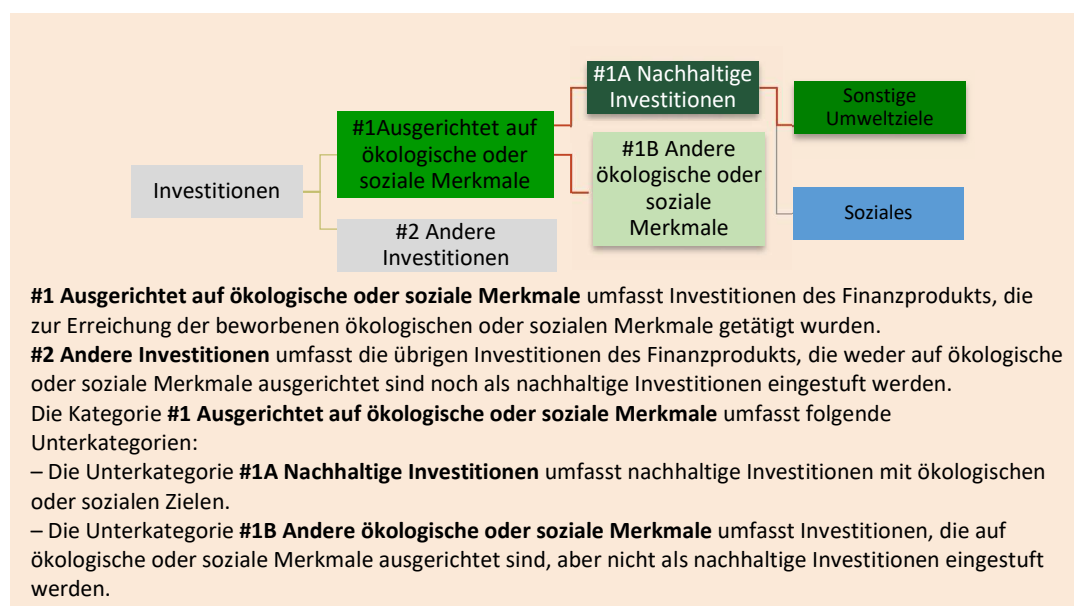 #1A Nachhaltige
Investitionen
Sonstige
Umweltziele
#1Ausgerichtet auf
ökologische oder
soziale Merkmale
#1B Andere
ökologische oder
soziale
Merkmale
Investitionen
Soziales
#2 Andere
Investitionen
#1 Ausgerichtet auf ökologische oder soziale Merkmale umfasst Investitionen des Finanzprodukts, die
zur Erreichung der beworbenen ökologischen oder sozialen Merkmale getätigt wurden.
#2 Andere Investitionen umfasst die übrigen Investitionen des Finanzprodukts, die weder auf ökologische
oder soziale Merkmale ausgerichtet sind noch als nachhaltige Investitionen eingestuft werden.
Die Kategorie #1 Ausgerichtet auf ökologische oder soziale Merkmale umfasst folgende
Unterkategorien:
– Die Unterkategorie #1A Nachhaltige Investitionen umfasst nachhaltige Investitionen mit ökologischen
oder sozialen Zielen.
– Die Unterkategorie #1B Andere ökologische oder soziale Merkmale umfasst Investitionen, die auf
ökologische oder soziale Merkmale ausgerichtet sind, aber nicht als nachhaltige Investitionen eingestuft
werden.